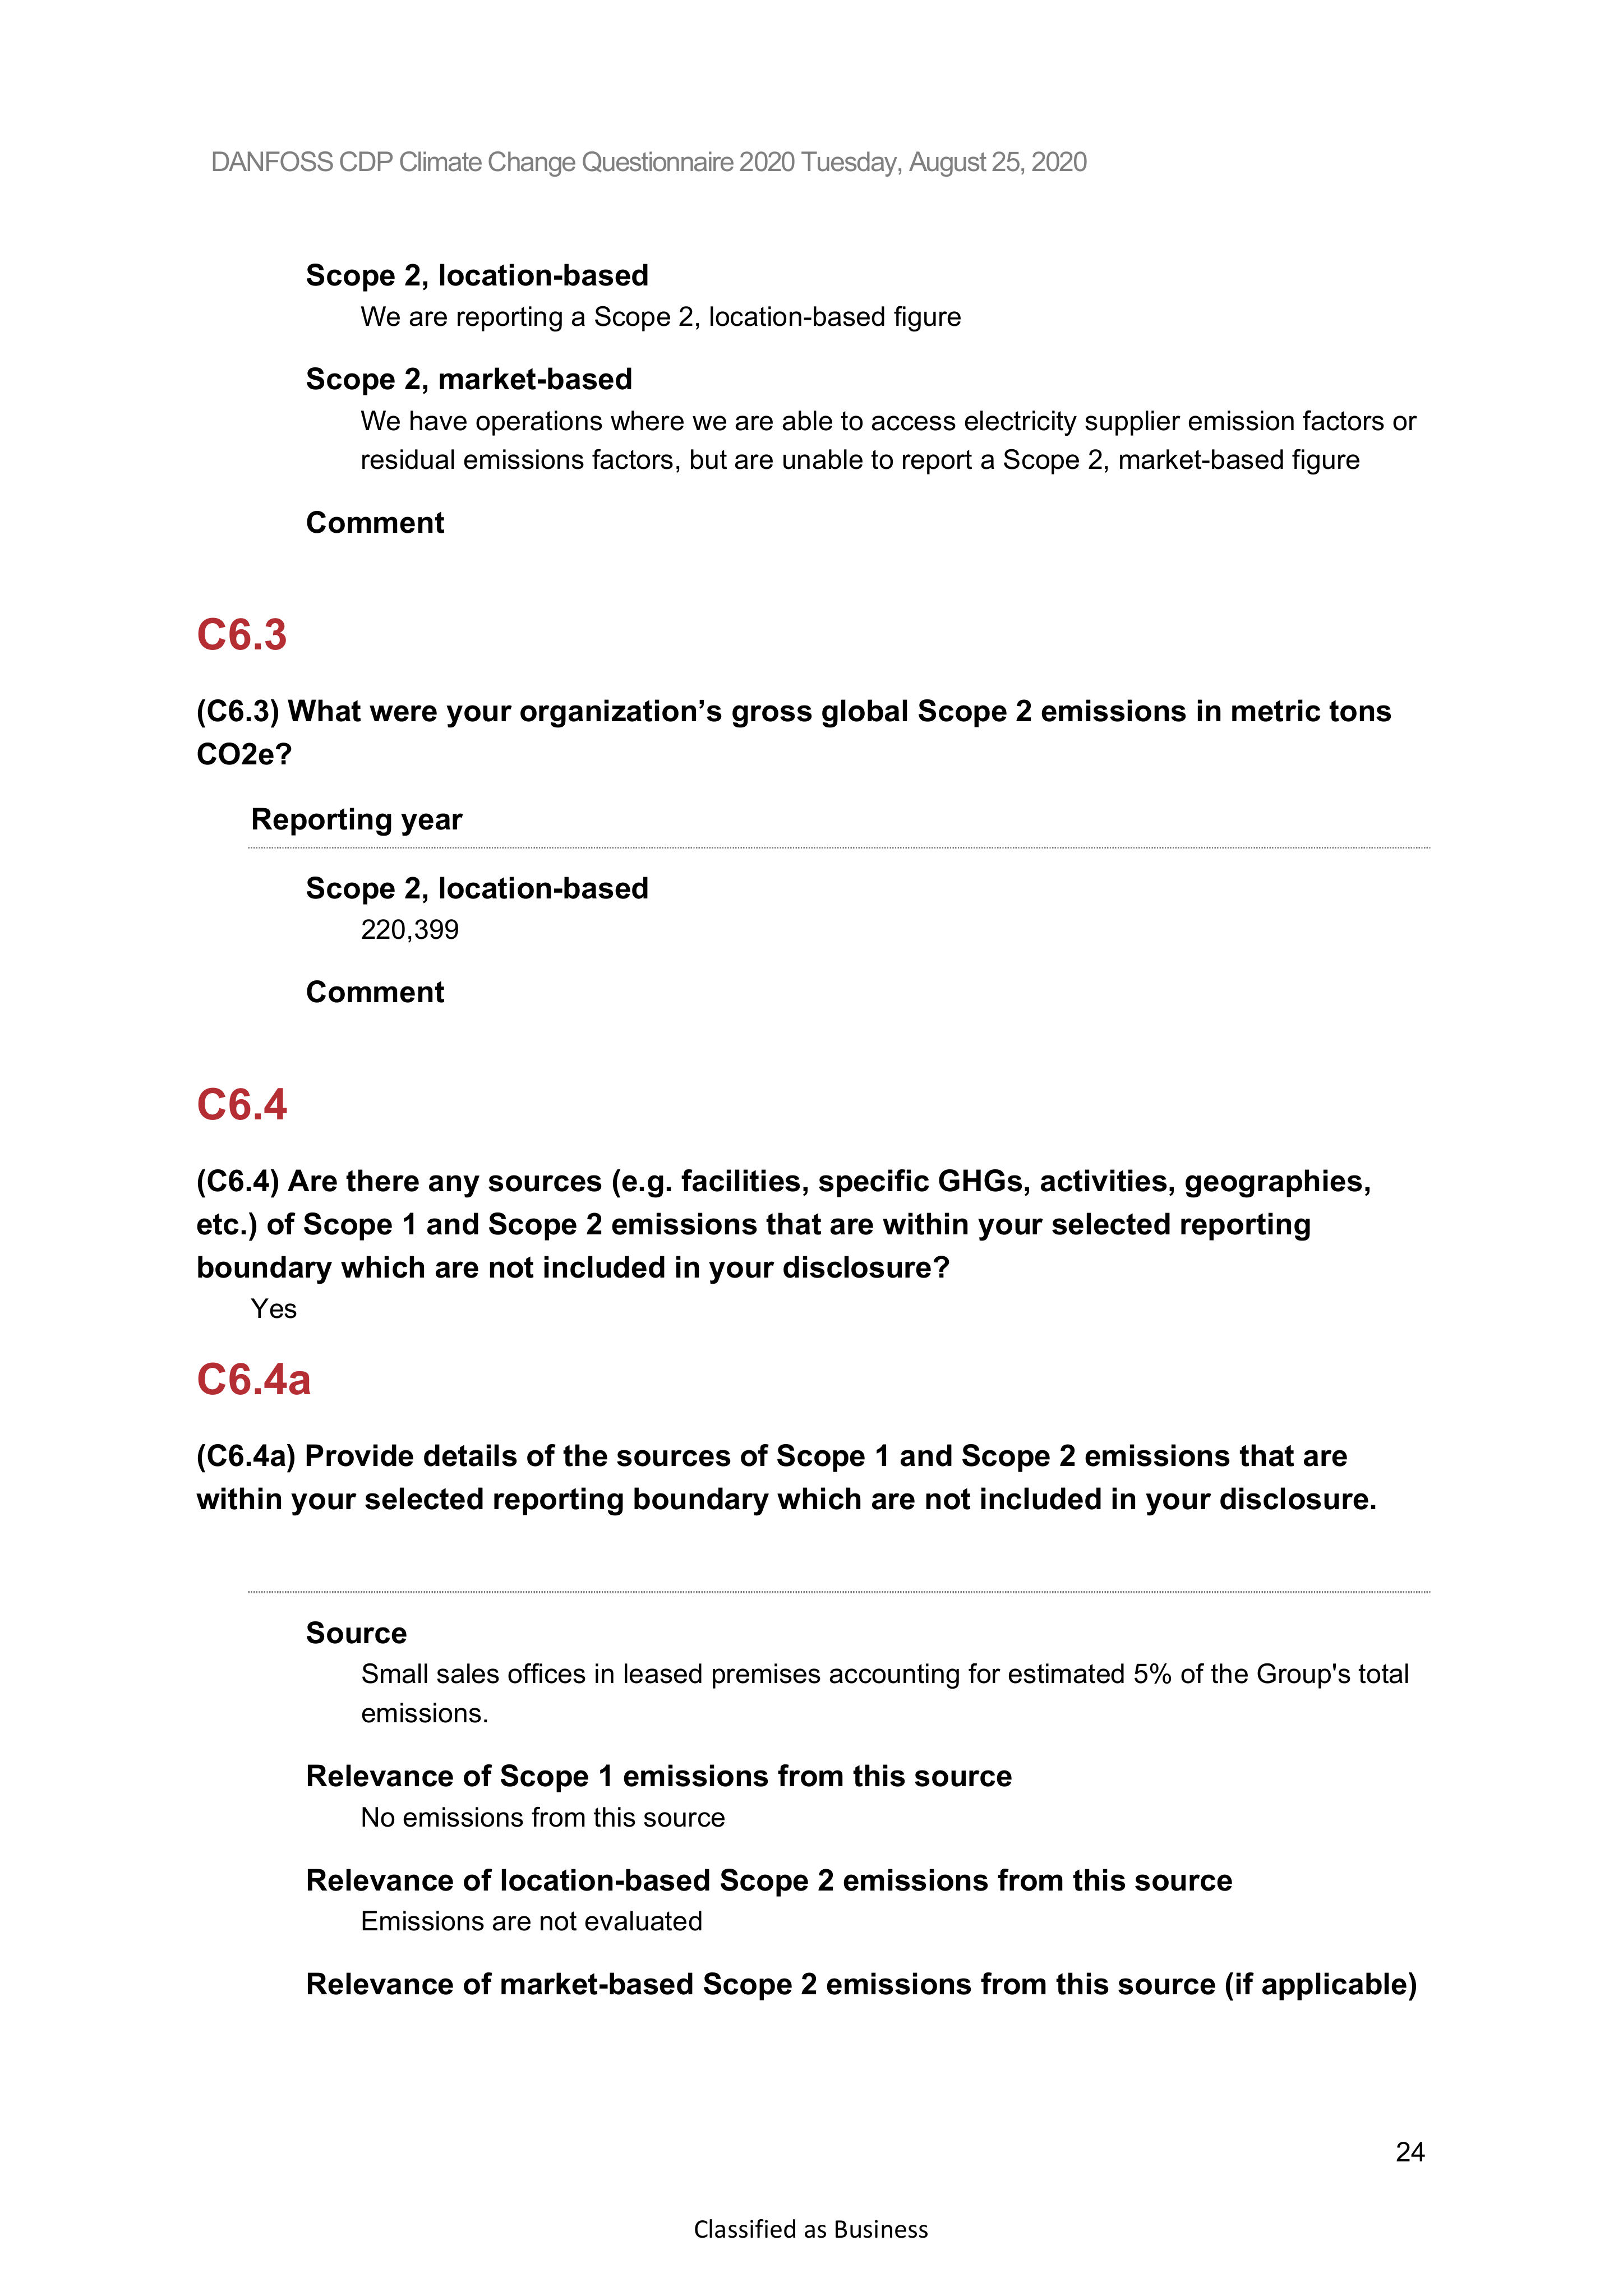 DANFOSS CDP Climate Change Questionnaire 2020 Tuesday, August 25, 2020
Scope 2, location-based
We are reporting a Scope 2, location-based figure
Scope 2, market-based
We have operations where we are able to access electricity supplier emission factors or
residual emissions factors, but are unable to report a Scope 2, market-based figure
Comment
C6.3
(C6.3) What were your organization’s gross global Scope 2 emissions in metric tons
CO2e?
Reporting year
Scope 2, location-based
220,399
Comment
C6.4
(C6.4) Are there any sources (e.g. facilities, specific GHGs, activities, geographies,
etc.) of Scope 1 and Scope 2 emissions that are within your selected reporting
boundary which are not included in your disclosure?
Yes
C6.4a
(C6.4a) Provide details of the sources of Scope 1 and Scope 2 emissions that are
within your selected reporting boundary which are not included in your disclosure.
Source
Small sales offices in leased premises accounting for estimated 5% of the Group's total
emissions.
Relevance of Scope 1 emissions from this source
No emissions from this source
Relevance of location-based Scope 2 emissions from this source
Emissions are not evaluated
Relevance of market-based Scope 2 emissions from this source (if applicable)
24
Classified as Business